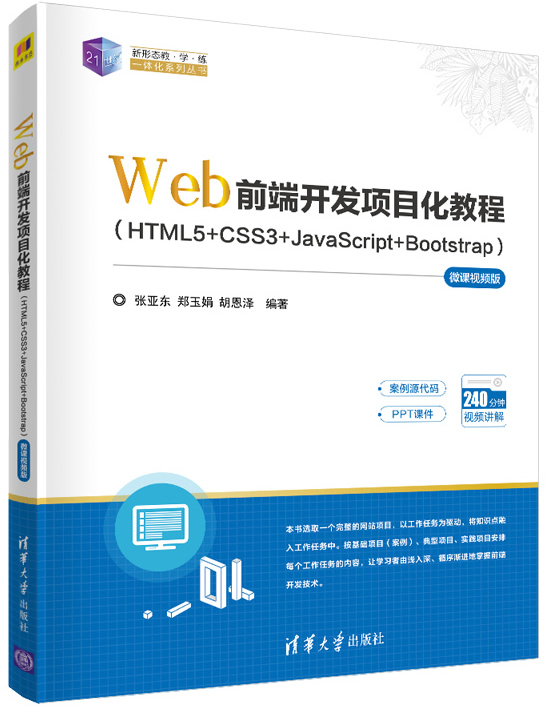 21世纪
新形态教·学·练
一体化系列丛书
Web前端开发项目化教程
(HTML5+CSS3+JavaScript+Bootstrap)
微课视频版
张亚东 郑玉娟 胡恩泽 编著
案例源代码
PPT课件
240分钟
视频讲解
本书选取一个完整的网站项目,以工作任务为驱动,将知识点融
入工作任务中。按基础项目(案例)、典型项目、实践项目安排
每个工作任务的内容,让学习者由浅入深、循序渐进地掌握前端
开发技术。
清华大学出版社
Web前端开发项目化教程
(HTML5+CSS3+JavaScript+Bootstrap)
微课视频版
清华大学出版社